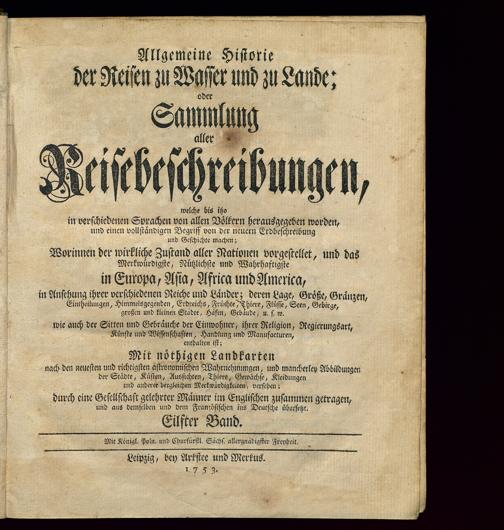 Allgemeine Historie
der Reisen zu Wasser und zu Lande;
oder
Sammlung
aller
Reisebeschreibungen,
welche bis itzo
in verschiedenen Sprachen von allen Völkern herausgegeben worden,
und einen vollständigen Begriff von der neuern Erdbeschreibung
und Geschichte machen;
Worinnen der wirkliche Zustand aller Nationen vorgestellet, und das
Merkwürdigste, Nützlichste und Wahrhaftigste
in Europa, Asia, Africa und America,
in Ansehung ihrer verschiedenen Reiche und Länder; deren Lage, Größe, Gränzen,
Eintheilungen, Himmelsgegenden, Erdreichs, Früchte, Thiere, Flüsse, Seen, Gebirge,
großen und kleinen Städte, Häfen, Gebäude, u. s. w.
wie auch der Sitten und Gebräuche der Einwohner, ihrer Religion, Regierungsart,
Künste und Wissenschaften, Handlung und Manufacturen,
enthalten ist;
Mit nöthigen Landkarten
nach den neuesten und richtigsten astronomischen Wahrnehmungen, und mancherley Abbildungen
der Städte, Küsten, Aussichten, Thiere, Gewächse, Kleidungen
und anderer dergleichen Merkwürdigkeiten, versehen;
durch eine Gesellschaft gelehrter Männer im Englischen zusammen getragen,
und aus demselben und dem Französischen ins Deutsche übersetzt.
Eilfter Band.
Mit Königl. Poln. und Churfürstl. Sächs. allergnädigster Freyheit.
Leipzig, bey Arkstee und Merkus.
1753.